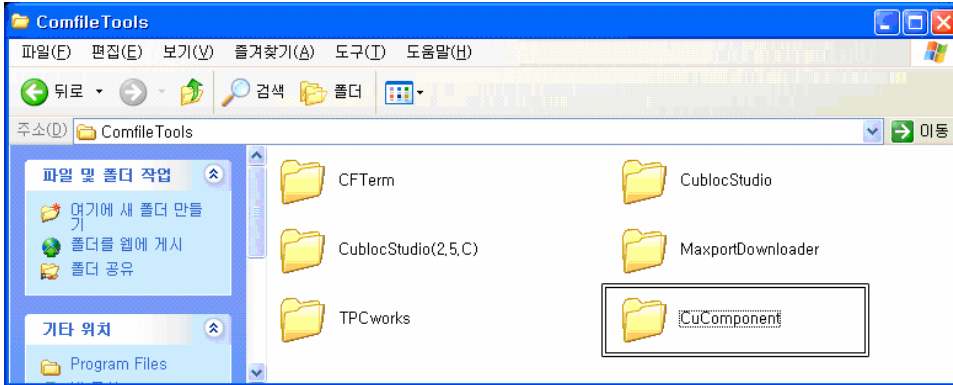 ComfileTools
파일(F) 편집(E) 보기(V) 즐겨찾기(A) 도구(T) 도움말(H)
뒤로 검색 폴더
주소(D) ComfileTools 이동
파일 및 폴더 작업
여기에 새 폴더 만들
기
폴더를 웹에 게시
폴더 공유
기타 위치
Program Files
CFTerm CublocStudio
CublocStudio(2,5,C) MaxportDownloader
TPCworks CuComponent